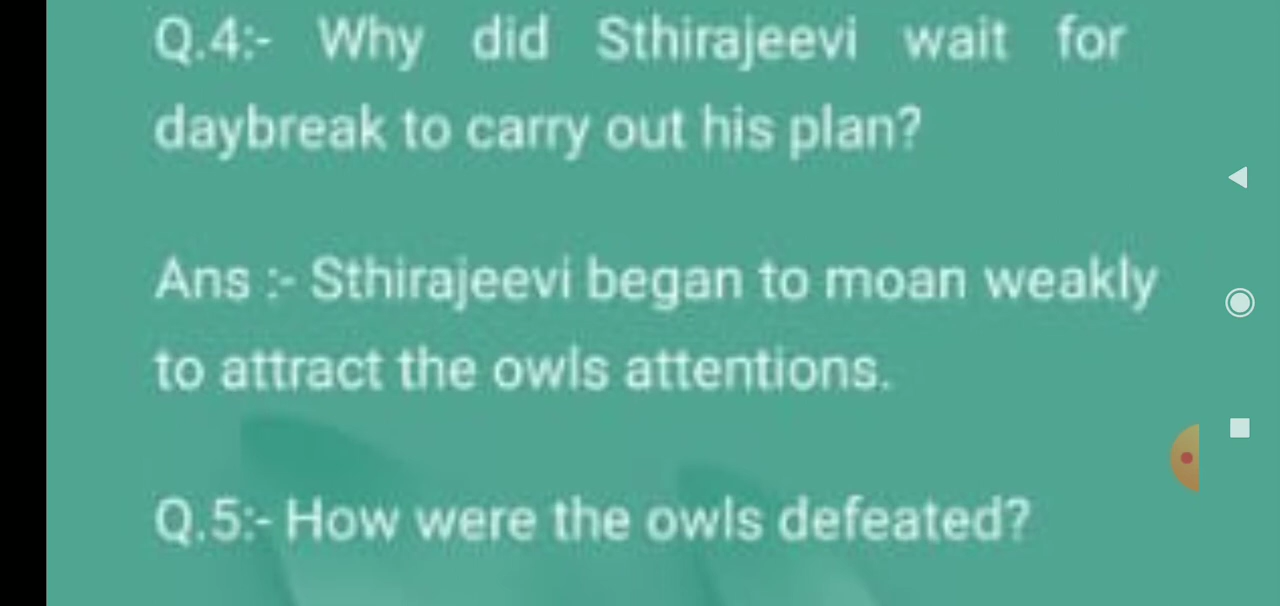 Q.4:- Why did Sthirajeevi wait for
daybreak to carry out his plan?
Ans :- Sthirajeevi began to moan weakly
to attract the owls attentions.
Q.5:- How were the owls defeated?